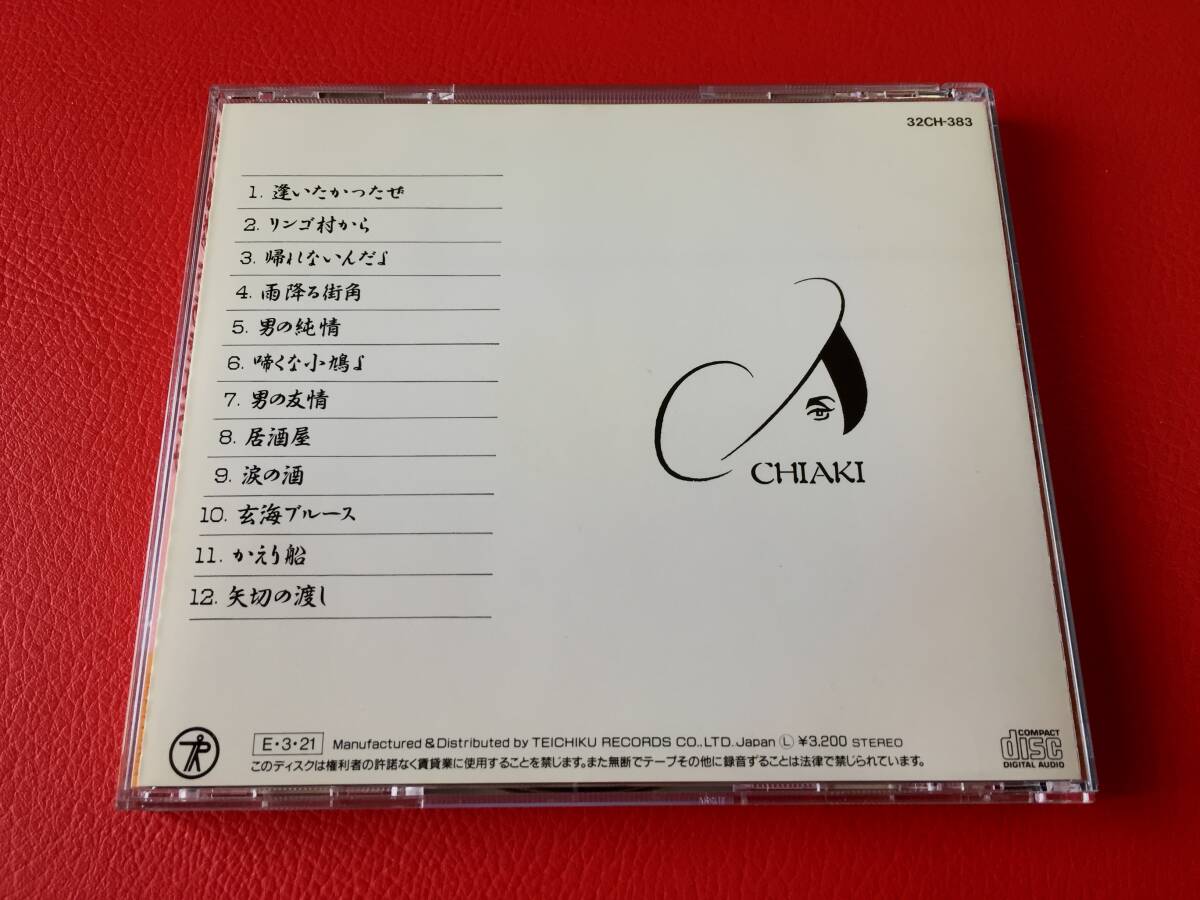 32CH-383
1. 逢いたかったぜ
2. リンゴ村から
3. 帰れないんだよ
4. 雨降る街角
5. 男の純情
6. 啼くな小鳩よ
7. 男の友情
8. 居酒屋
9. 涙の酒
10. 玄海ブルース
11. かえり船
12. 矢切の渡し
CHIAKI
E・3・21 Manufactured & Distributed by TEICHIKU RECORDS CO., LTD. Japan Ⓛ ¥3,200 STEREO
このディスクは権利者の許諾なく賃貸業に使用することを禁じます。また無断でテープその他に録音することは法律で禁じられています。
COMPACT
disc
DIGITAL AUDIO